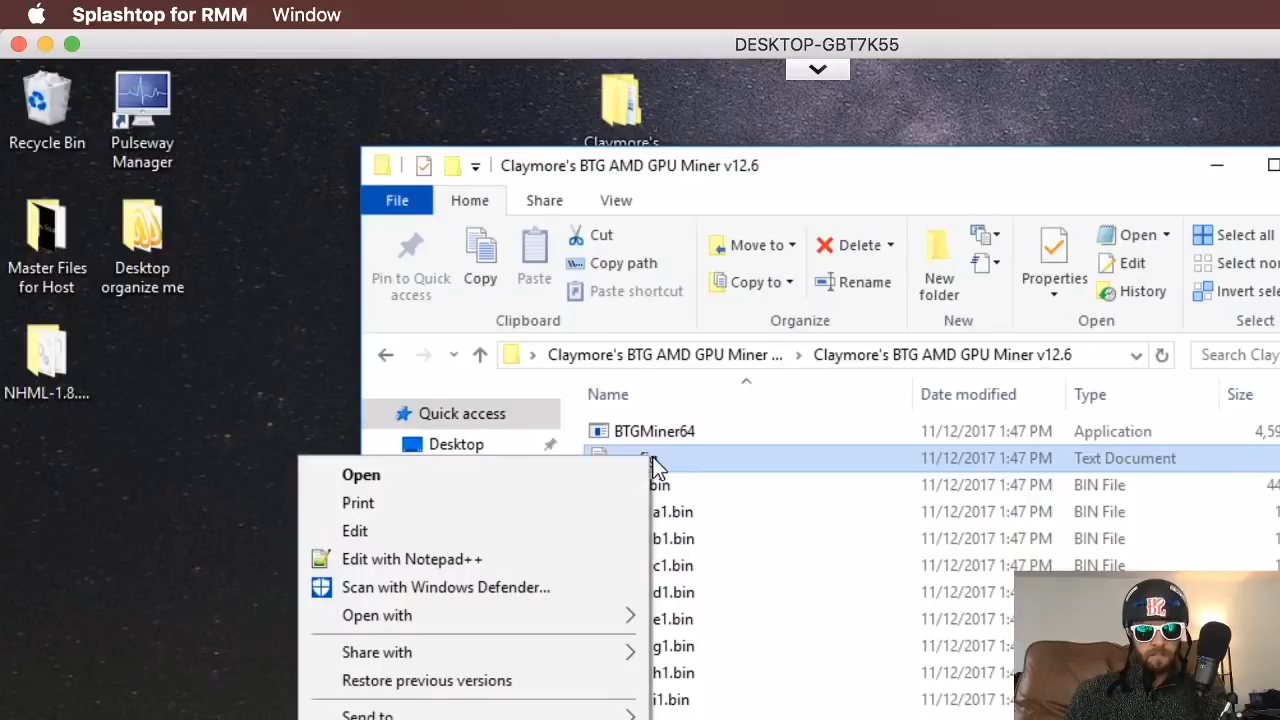 Splashtop for RMM Window
DESKTOP-GBT7K55
Recycle Bin
Pulseway
Manager
Claymore's
Master Files
for Host
Desktop
organize me
NHML-1.8....
Claymore's BTG AMD GPU Miner v12.6
File Home Share View
Pin to Quick
access
Copy
Paste
Cut
Copy path
Paste shortcut
Clipboard
Move to
Copy to
Delete
Rename
Organize
New
folder
New
Properties
Open
Edit
History
Open
Select all
Select non
Invert sele
Select
Claymore's BTG AMD GPU Miner ... Claymore's BTG AMD GPU Miner v12.6
Search Clay
Name Date modified Type Size
Quick access
Desktop
BTGMiner64 11/12/2017 1:47 PM Application 4,59
11/12/2017 1:47 PM Text Document
bin 11/12/2017 1:47 PM BIN File 44
a1.bin 11/12/2017 1:47 PM BIN File 1
b1.bin 11/12/2017 1:47 PM BIN File 1
c1.bin 11/12/2017 1:47 PM BIN File 1
d1.bin 11/12/2017 1:47 P
e1.bin 11/12/2017 1:47 P
g1.bin 11/12/2017 1:47 P
h1.bin 11/12/2017 1:47 P
i1.bin 11/12/2017 1:47 P
Open
Print
Edit
Edit with Notepad++
Scan with Windows Defender...
Open with
Share with
Restore previous versions
Send to